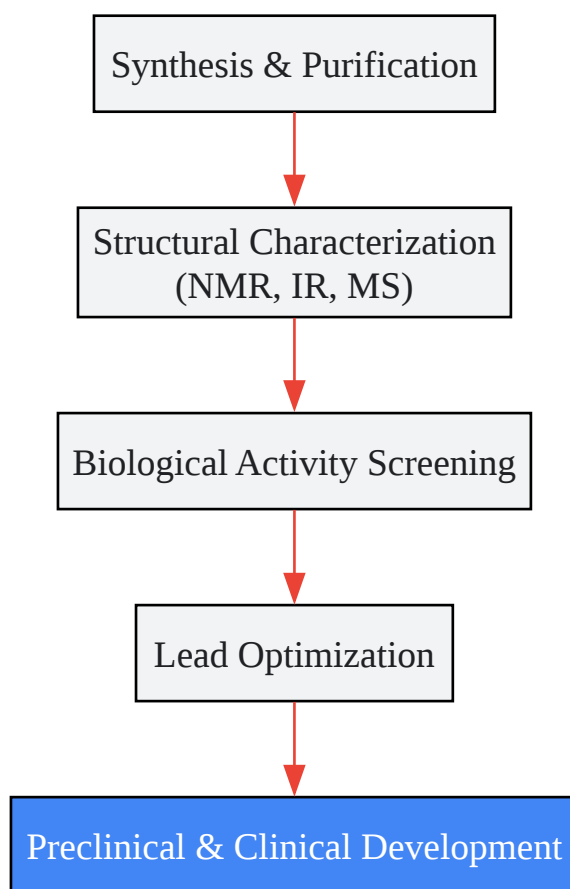 Synthesis & Purification
Structural Characterization
(NMR, IR, MS)
Biological Activity Screening
Lead Optimization
Preclinical & Clinical Development